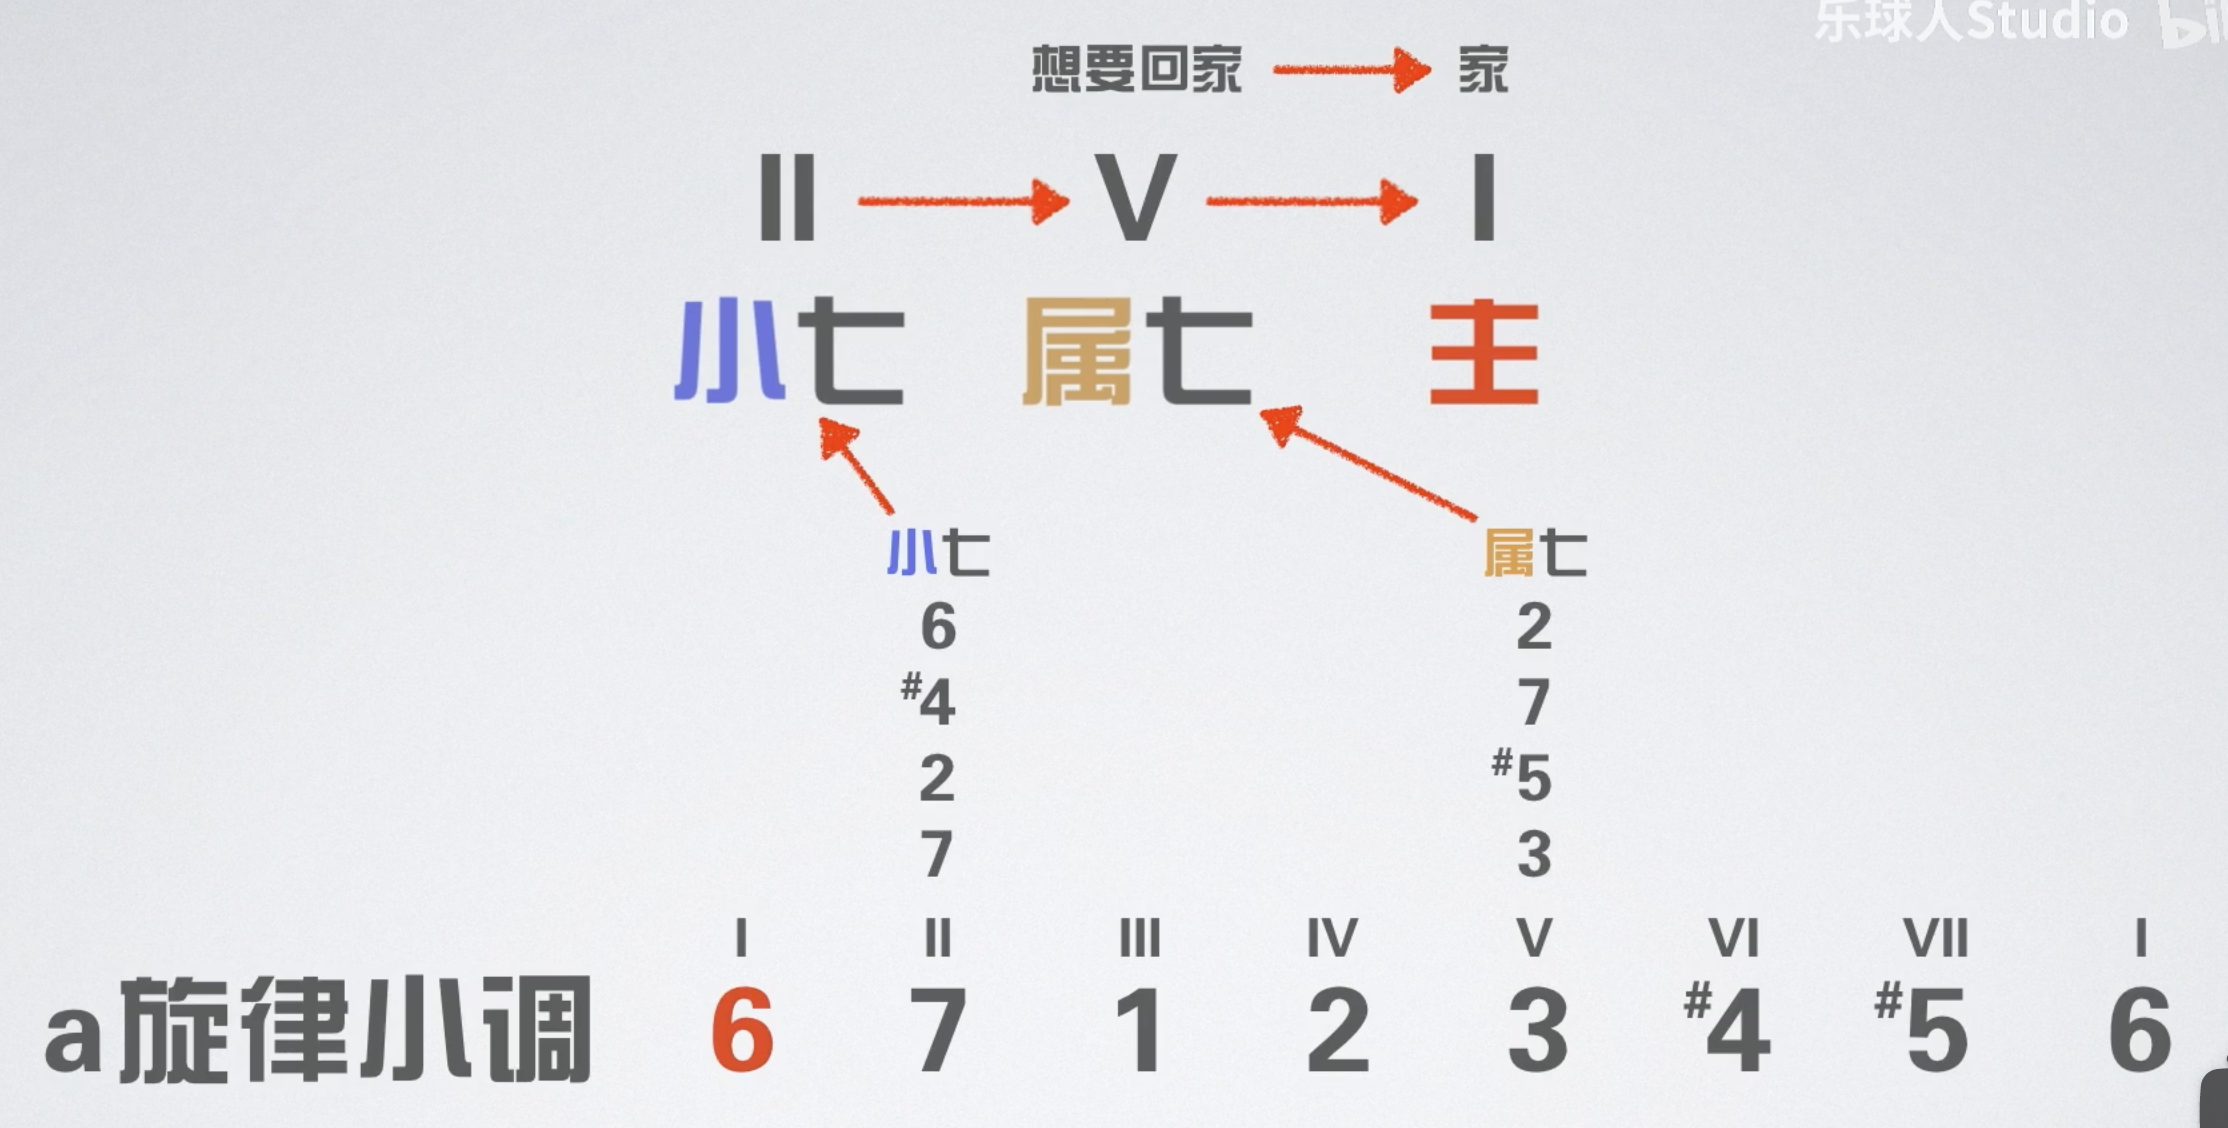 乐球人Studio
想要回家 家
II V I
小七 属七 主
小七 属七
6 2
#4 7
2 #5
7 3
I II III IV V VI VII I
a旋律小调 6 7 1 2 3 #4 #5 6